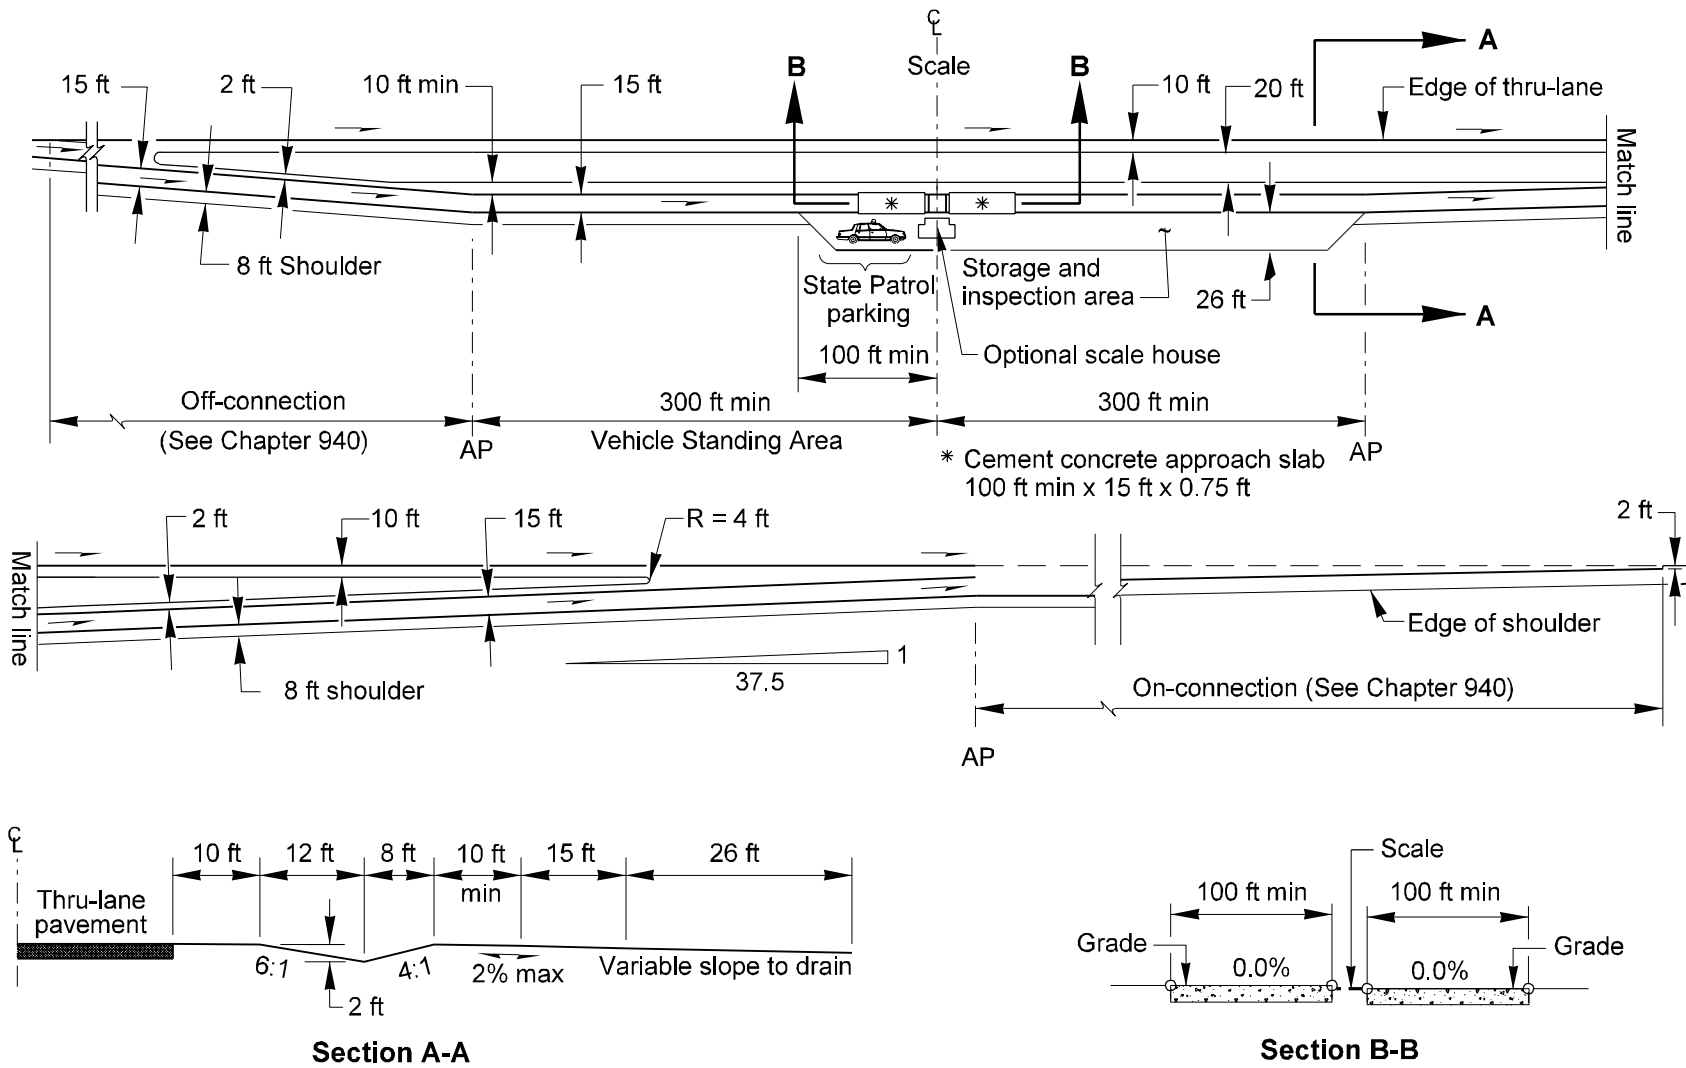 ℄
Scale
15 ft
2 ft
10 ft min
15 ft
B
B
10 ft
20 ft
A
Edge of thru-lane
Match line
8 ft Shoulder
State Patrol
parking
Storage and
inspection area
26 ft
A
100 ft min
Optional scale house
Off-connection
(See Chapter 940)
AP
300 ft min
Vehicle Standing Area
300 ft min
AP
* Cement concrete approach slab
100 ft min x 15 ft x 0.75 ft
*
*
~
Match line
2 ft
10 ft
15 ft
R = 4 ft
2 ft
8 ft shoulder
37.5
1
Edge of shoulder
On-connection (See Chapter 940)
AP
℄
Thru-lane
pavement
10 ft
12 ft
8 ft
10 ft
min
15 ft
26 ft
6:1
4:1
2% max
Variable slope to drain
2 ft
Section A-A
Scale
100 ft min
100 ft min
Grade
Grade
0.0%
0.0%
Section B-B